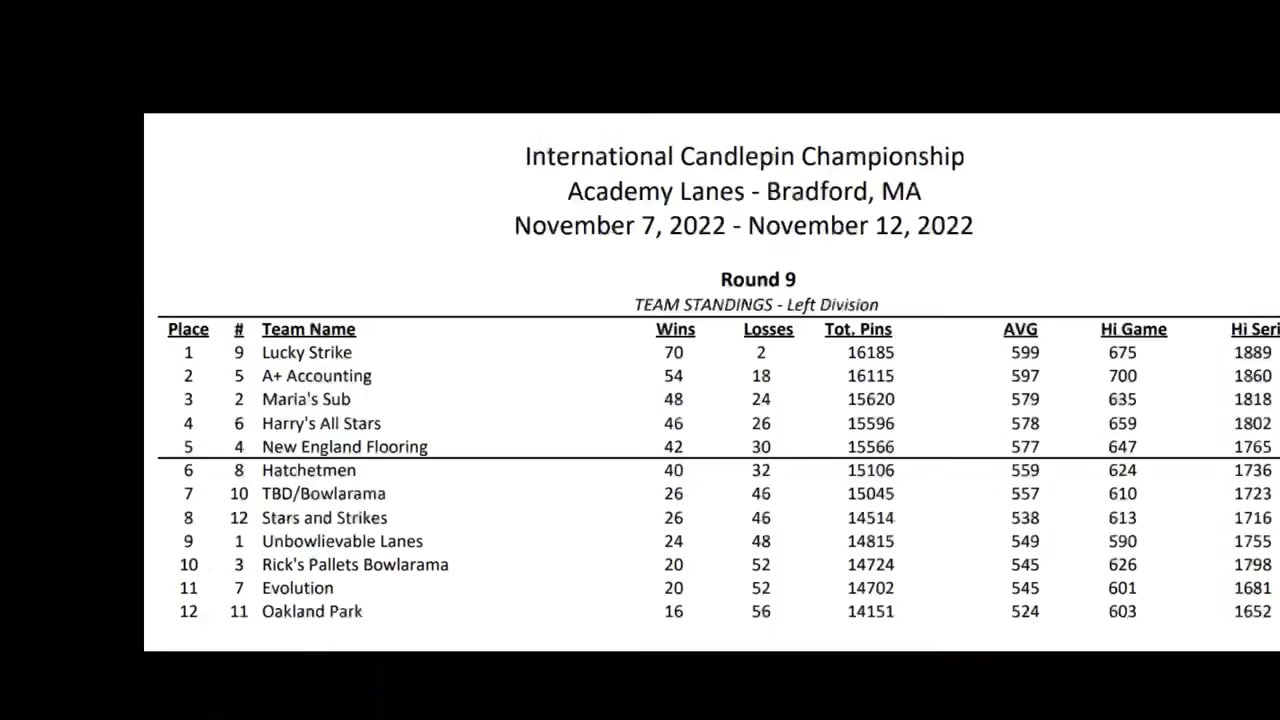 International Candlepin Championship
Academy Lanes - Bradford, MA
November 7, 2022 - November 12, 2022
Round 9
TEAM STANDINGS - Left Division
Place # Team Name Wins Losses Tot. Pins AVG Hi Game Hi Seri
1 9 Lucky Strike 70 2 16185 599 675 1889
2 5 A+ Accounting 54 18 16115 597 700 1860
3 2 Maria's Sub 48 24 15620 579 635 1818
4 6 Harry's All Stars 46 26 15596 578 659 1802
5 4 New England Flooring 42 30 15566 577 647 1765
6 8 Hatchetmen 40 32 15106 559 624 1736
7 10 TBD/Bowlarama 26 46 15045 557 610 1723
8 12 Stars and Strikes 26 46 14514 538 613 1716
9 1 Unbowlievable Lanes 24 48 14815 549 590 1755
10 3 Rick's Pallets Bowlarama 20 52 14724 545 626 1798
11 7 Evolution 20 52 14702 545 601 1681
12 11 Oakland Park 16 56 14151 524 603 1652